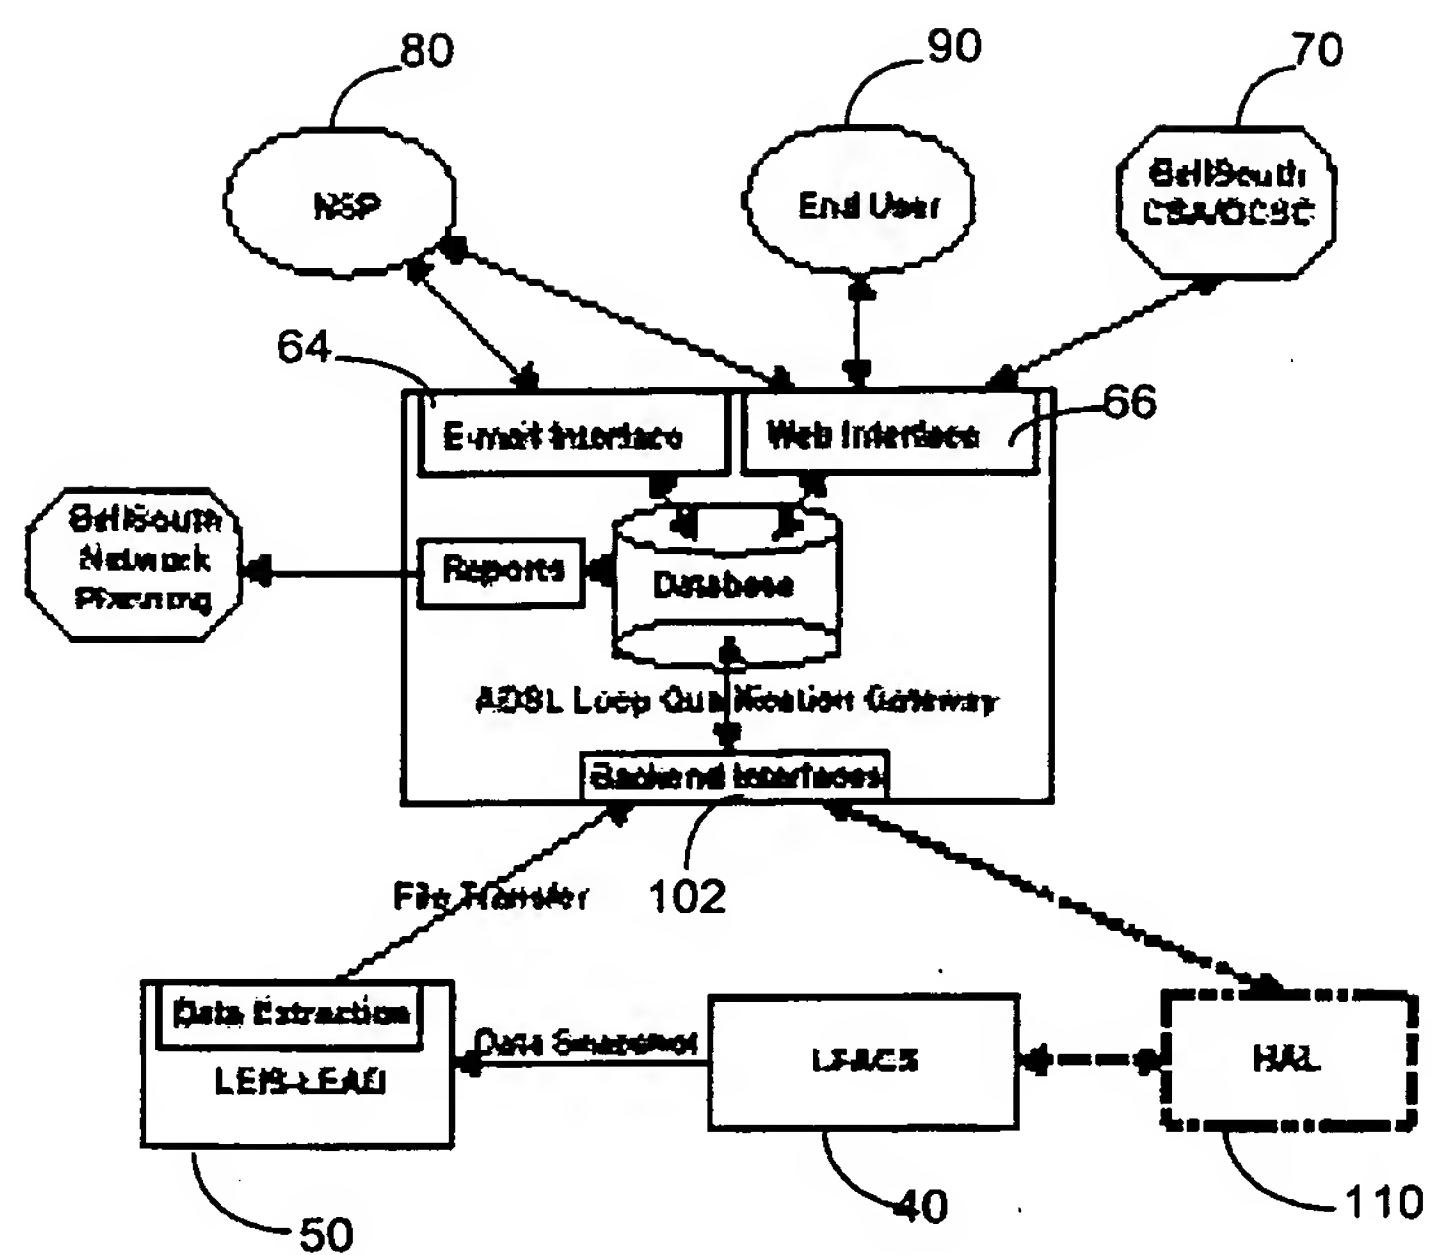 80
90
70
NSP
End User
BellSouth
64
66
E-mail Interface
Web Interface
BellSouth
Network
Planning
Reports
Database
ADSL Loop Qualification Gateway
Backend Interfaces
102
File Transfer
Data Extraction
Data Snapshot
LEIS-LEAD
LFACS
HAL
50
40
110